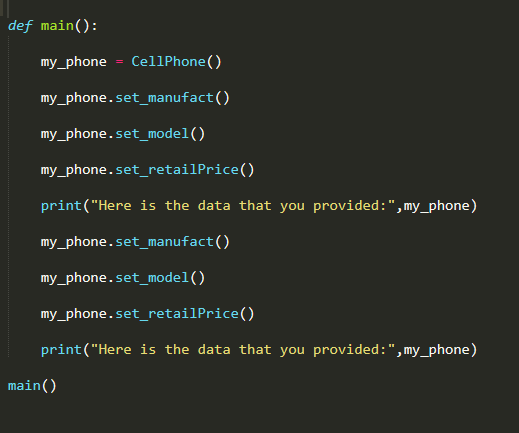 def main():
    my_phone = CellPhone()
    my_phone.set_manufact()
    my_phone.set_model()
    my_phone.set_retailPrice()
    print("Here is the data that you provided:",my_phone)
    my_phone.set_manufact()
    my_phone.set_model()
    my_phone.set_retailPrice()
    print("Here is the data that you provided:",my_phone)
main()